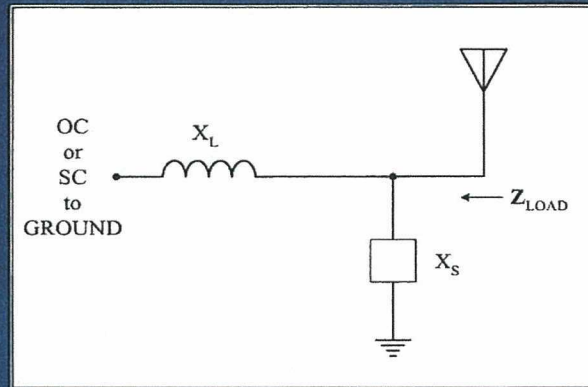 OC
or
SC
to
GROUND
X_L
Z_LOAD
X_S